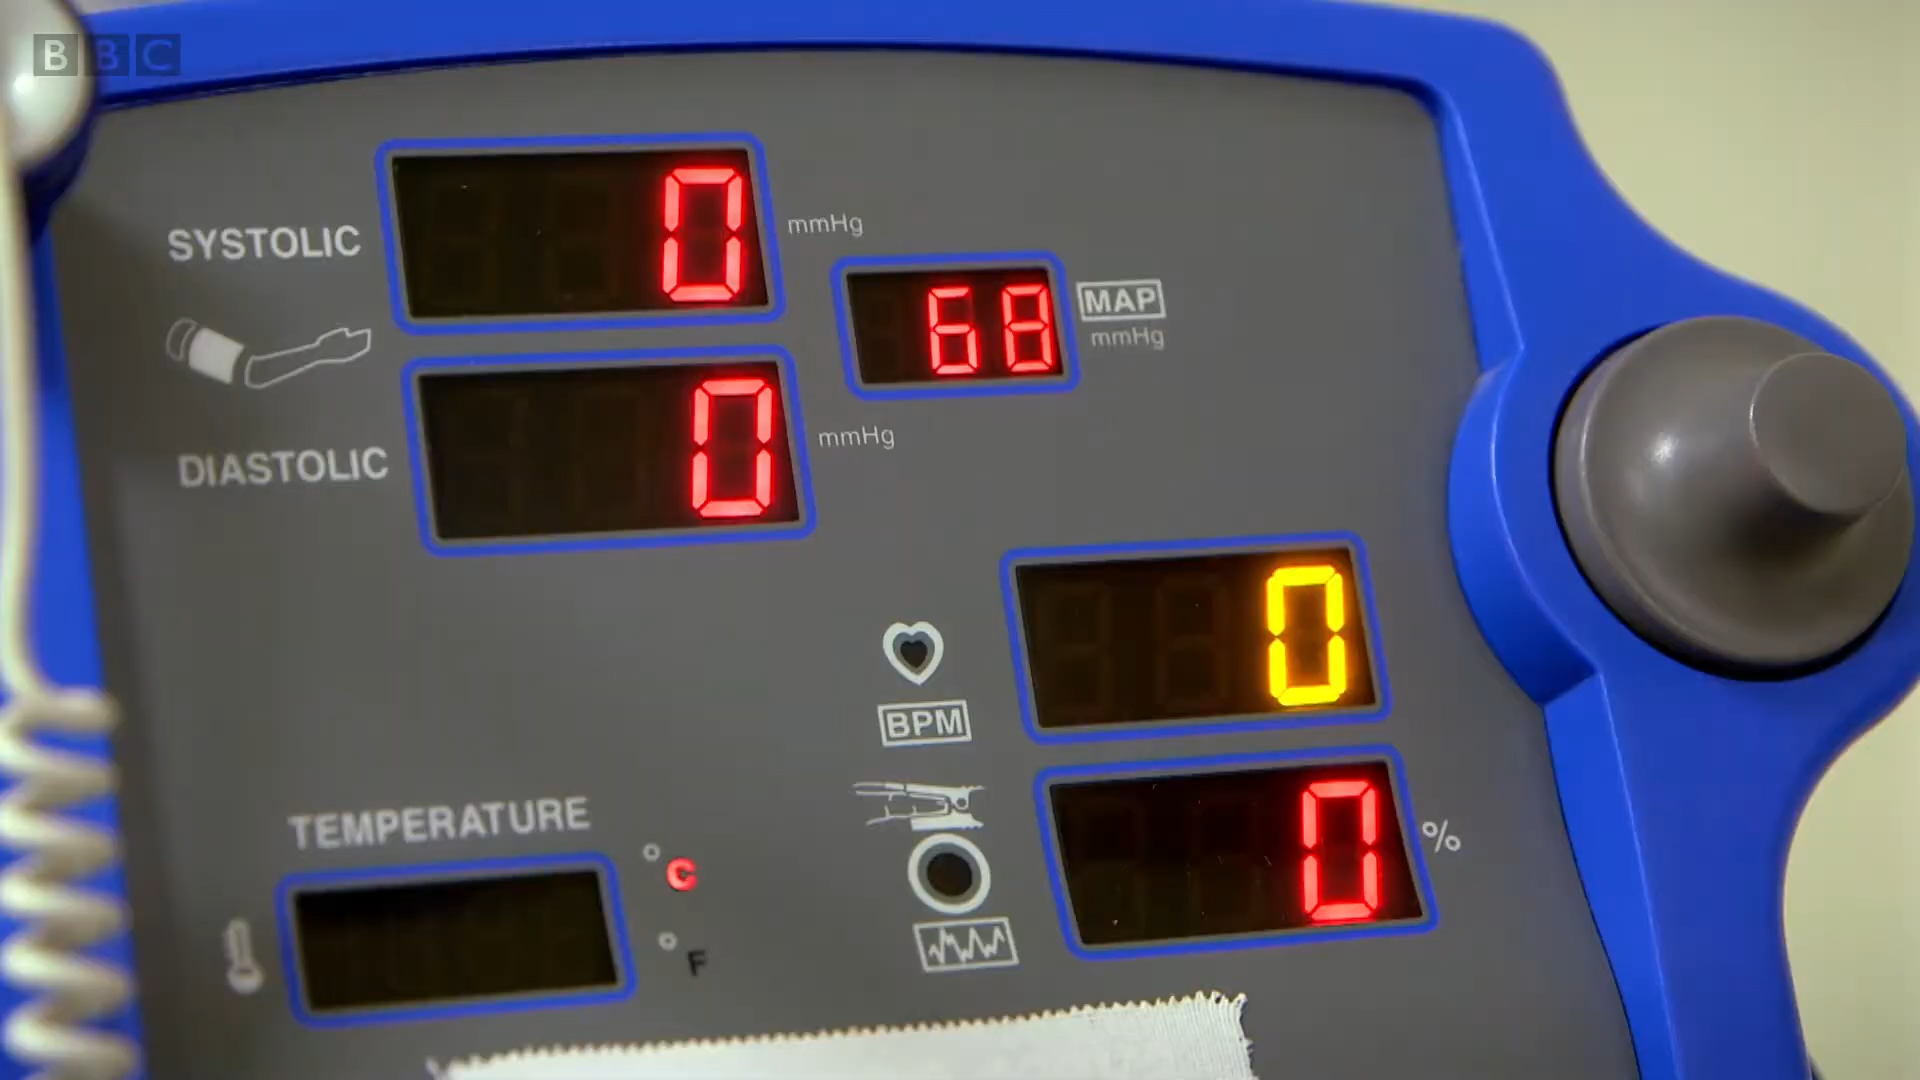 BBC
SYSTOLIC
0
mmHg
68
MAP
mmHg
DIASTOLIC
0
mmHg
0
BPM
0
%
TEMPERATURE
°C
°F